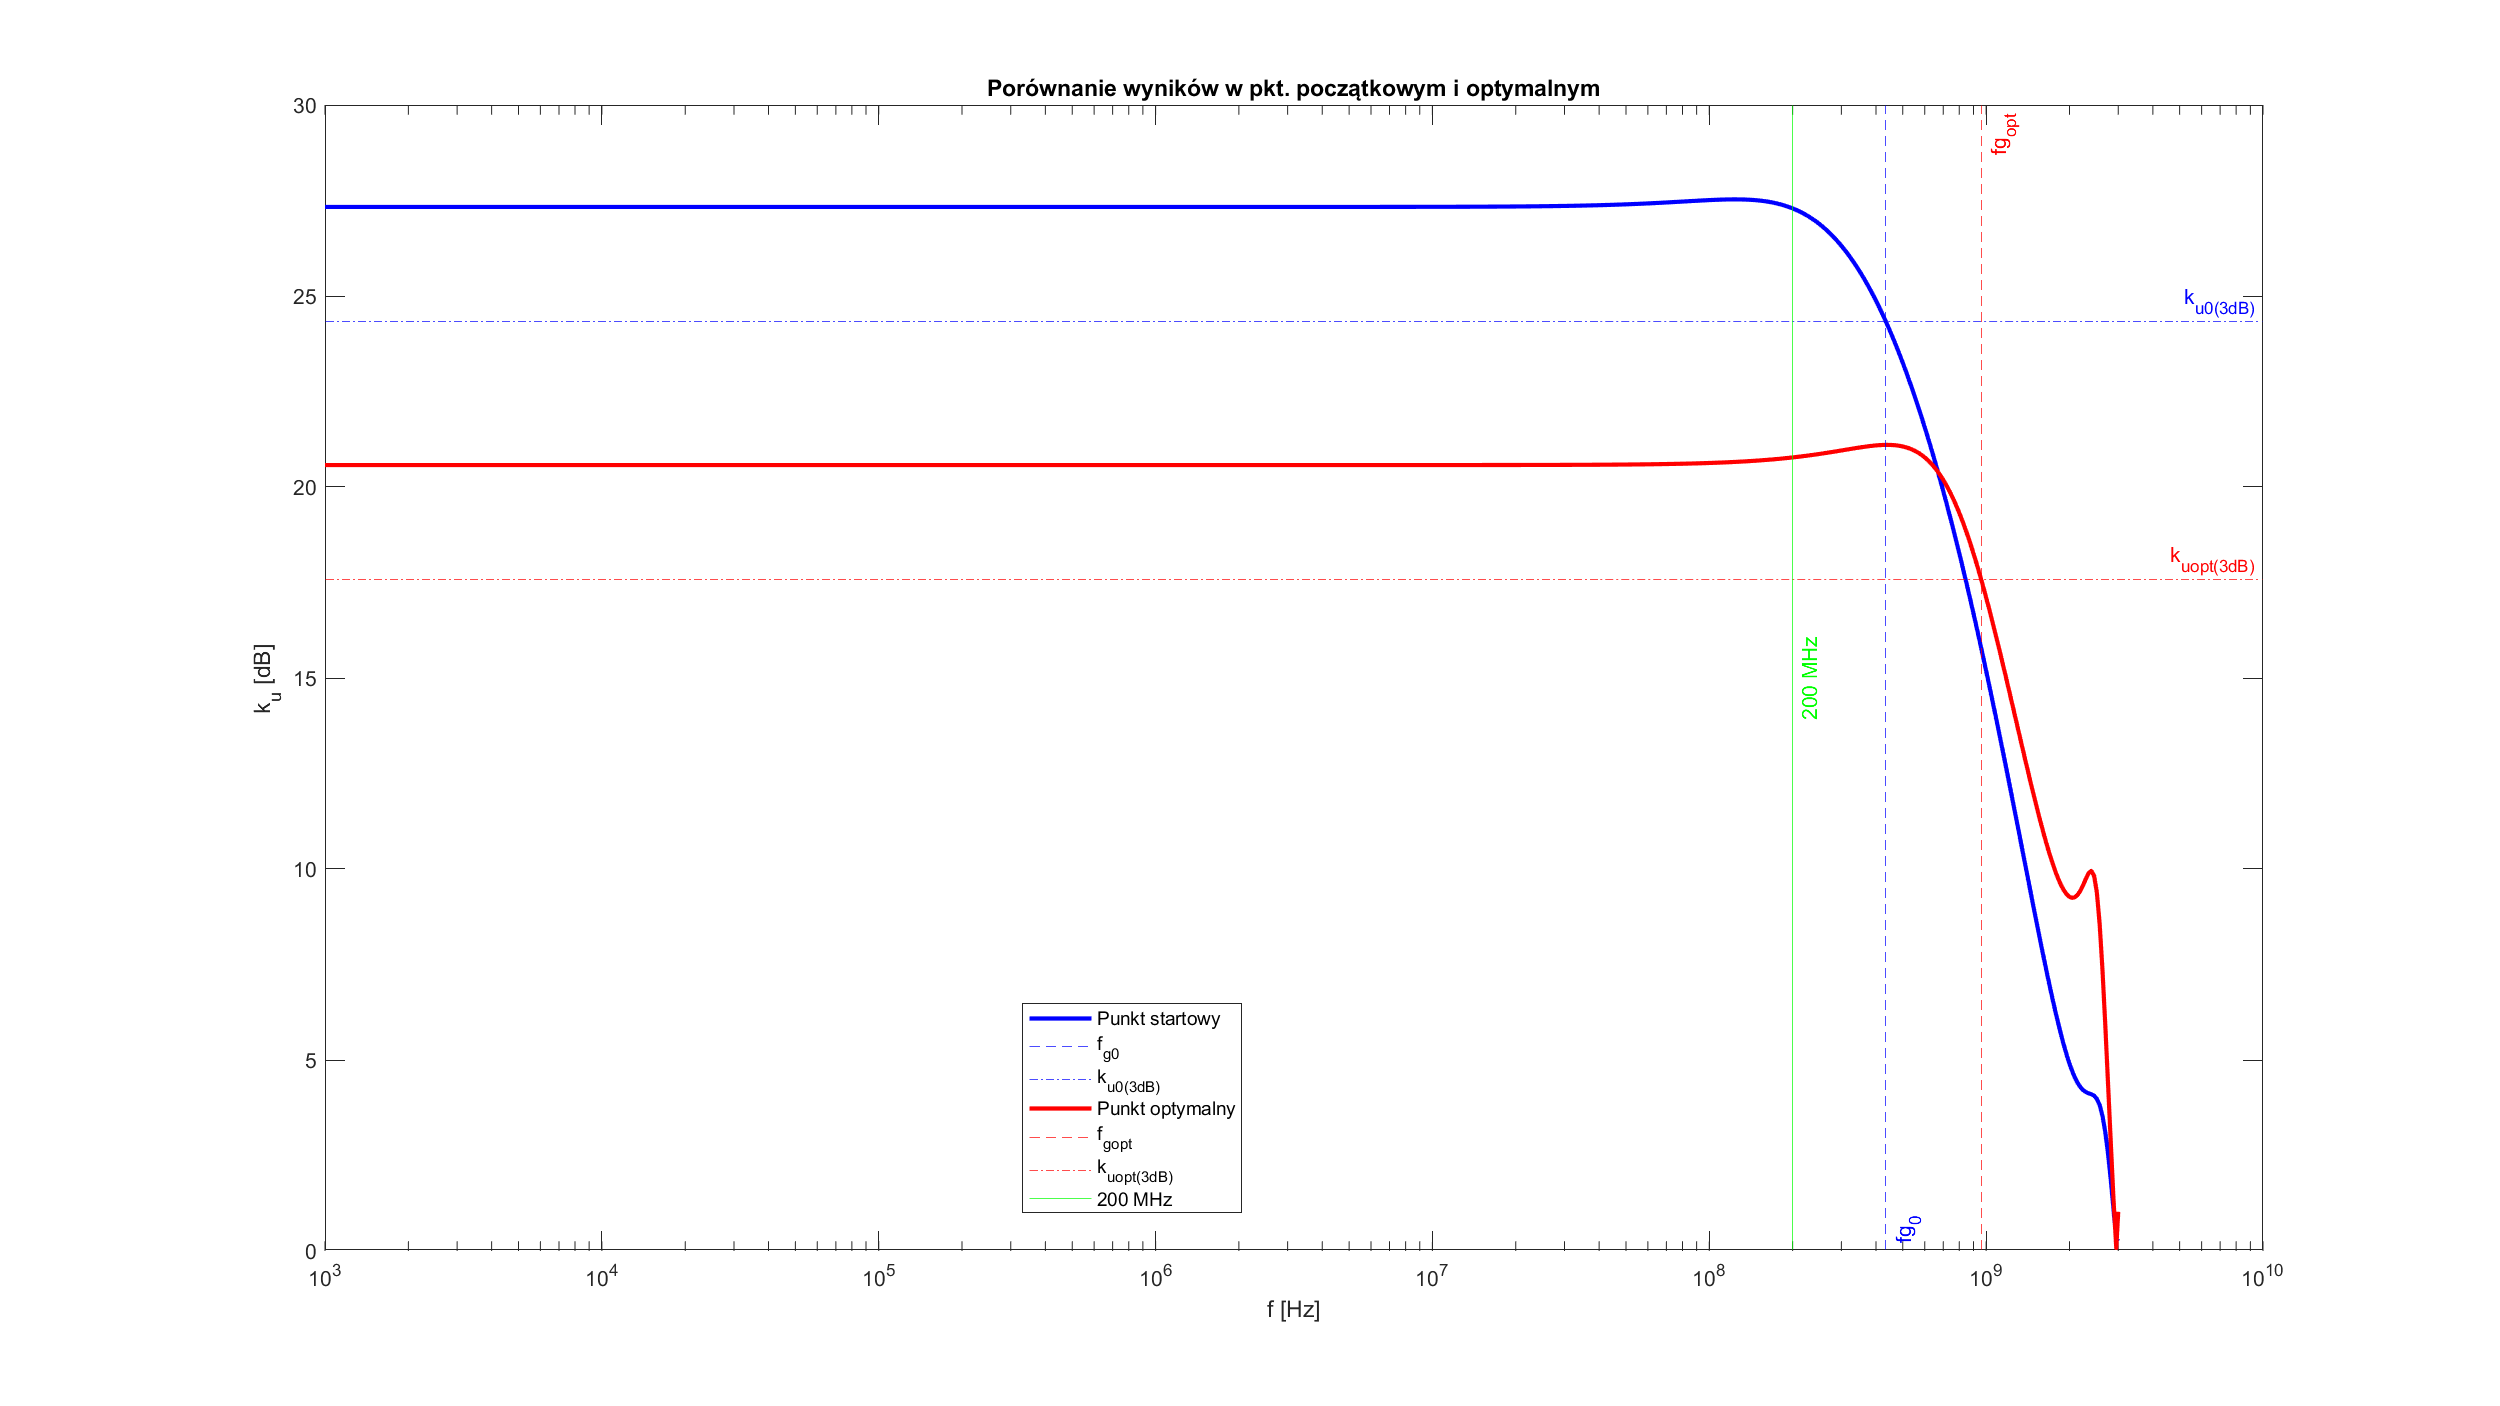 Porównanie wyników w pkt. początkowym i optymalnym
30
25
20
15
10
5
0
k_u [dB]
fg_opt
k_u0(3dB)
k_uopt(3dB)
200 MHz
fg_0
Punkt startowy
f_g0
k_u0(3dB)
Punkt optymalny
f_gopt
k_uopt(3dB)
200 MHz
10^3 10^4 10^5 10^6 10^7 10^8 10^9 10^10
f [Hz]